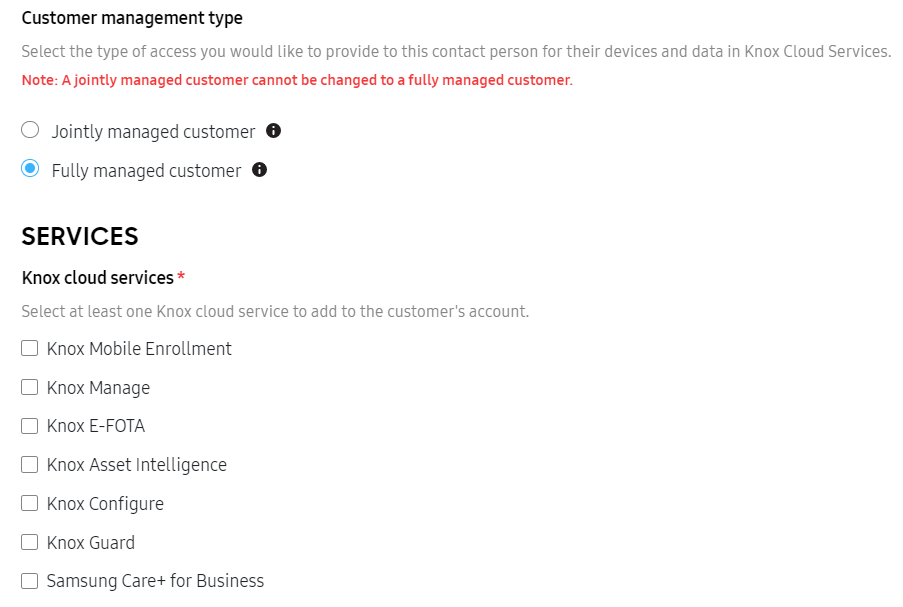 Customer management type
Select the type of access you would like to provide to this contact person for their devices and data in Knox Cloud Services.
Note: A jointly managed customer cannot be changed to a fully managed customer.
Jointly managed customer
Fully managed customer
SERVICES
Knox cloud services *
Select at least one Knox cloud service to add to the customer's account.
Knox Mobile Enrollment
Knox Manage
Knox E-FOTA
Knox Asset Intelligence
Knox Configure
Knox Guard
Samsung Care+ for Business